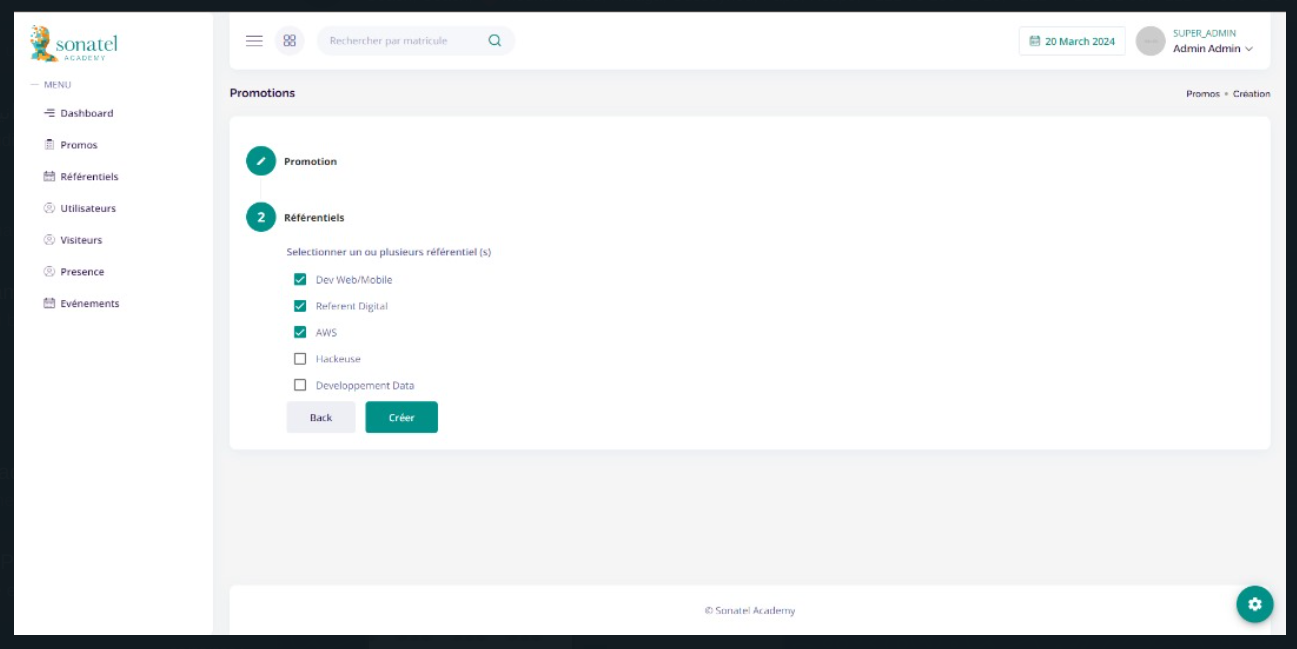 sonatel
ACADEMY
Rechercher par matricule
20 March 2024
SUPER_ADMIN
Admin Admin
MENU
Dashboard
Promos
Référentiels
Utilisateurs
Visiteurs
Presence
Evénements
Promotions
Promos • Création
Promotion
2 Référentiels
Selectionner un ou plusieurs référentiel (s)
Dev Web/Mobile
Referent Digital
AWS
Hackeuse
Developpement Data
Back
Créer
© Sonatel Academy